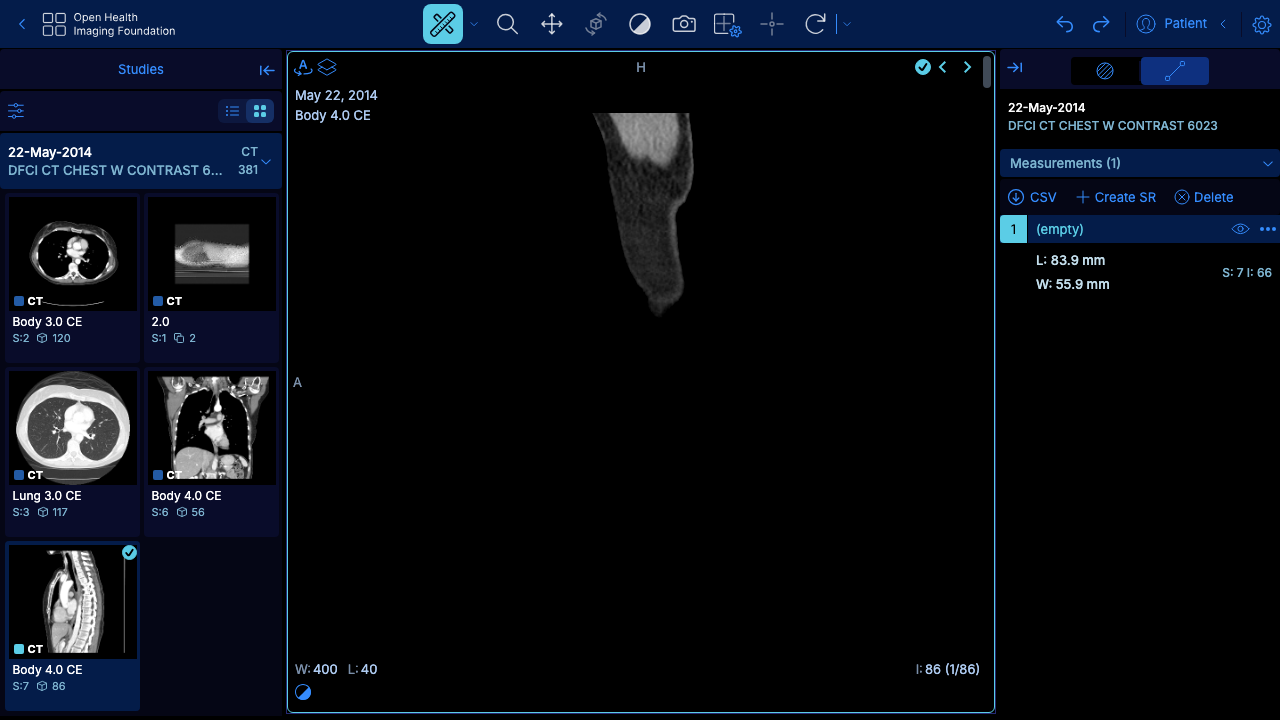 Open Health
Imaging Foundation
Patient
Studies
22-May-2014
DFCI CT CHEST W CONTRAST 6...
CT
381
CT
Body 3.0 CE
S:2 120
CT
2.0
S:1 2
CT
Lung 3.0 CE
S:3 117
CT
Body 4.0 CE
S:6 56
CT
Body 4.0 CE
S:7 86
A
H
May 22, 2014
Body 4.0 CE
A
W: 400 L: 40
I: 86 (1/86)
22-May-2014
DFCI CT CHEST W CONTRAST 6023
Measurements (1)
CSV
Create SR
Delete
1 (empty)
L: 83.9 mm
W: 55.9 mm
S: 7 I: 66